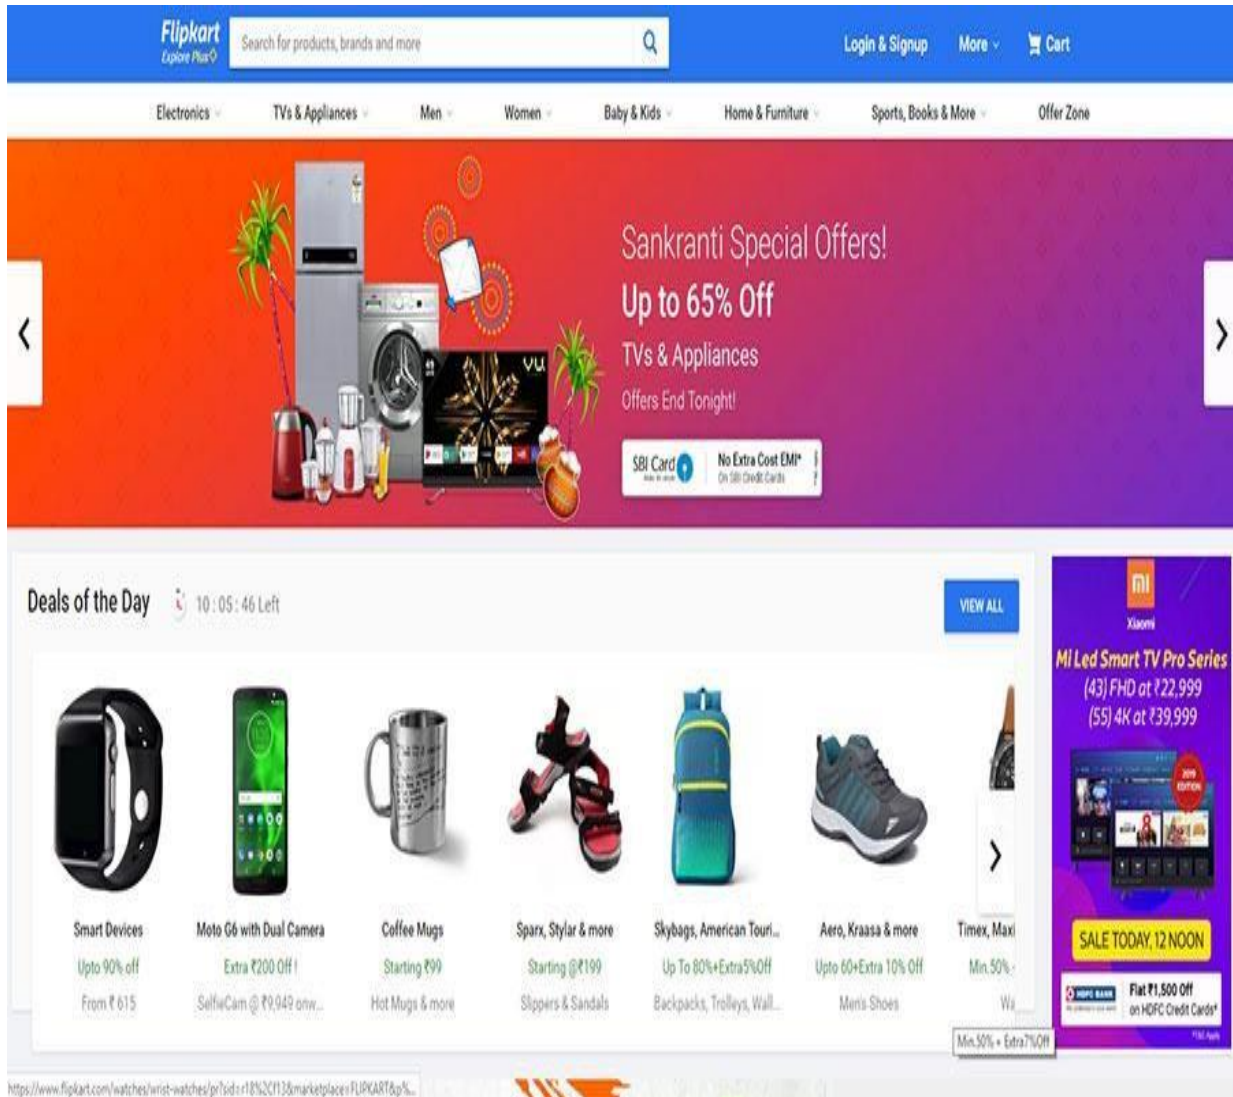 Flipkart
Explore Plus
Search for products, brands and more
Login & Signup
More
Cart
Electronics
TVs & Appliances
Men
Women
Baby & Kids
Home & Furniture
Sports, Books & More
Offer Zone
Sankranti Special Offers!
Up to 65% Off
TVs & Appliances
Offers End Tonight!
SBI Card
No Extra Cost EMI*
On SBI Credit Cards
VU
Deals of the Day
10 : 05 : 46 Left
VIEW ALL
Smart Devices
Upto 90% off
From ₹ 615
Moto G6 with Dual Camera
Extra ₹200 Off !
SelfieCam @ ₹9,949 onw...
Coffee Mugs
Starting ₹99
Hot Mugs & more
Sparx, Stylar & more
Starting @₹199
Slippers & Sandals
Skybags, American Touri...
Up To 80%+Extra5%Off
Backpacks, Trolleys, Wall...
Aero, Kraasa & more
Upto 60+Extra 10% Off
Men's Shoes
Timex, Maxi
Min. 50%
Wa
Min.50% + Extra7%Off
mi
Xiaomi
Mi Led Smart TV Pro Series
(43) FHD at ₹22,999
(55) 4K at ₹39,999
2019
EDITION
SALE TODAY, 12 NOON
HDFC BANK
Flat ₹1,500 Off
on HDFC Credit Cards*
*T&C Apply